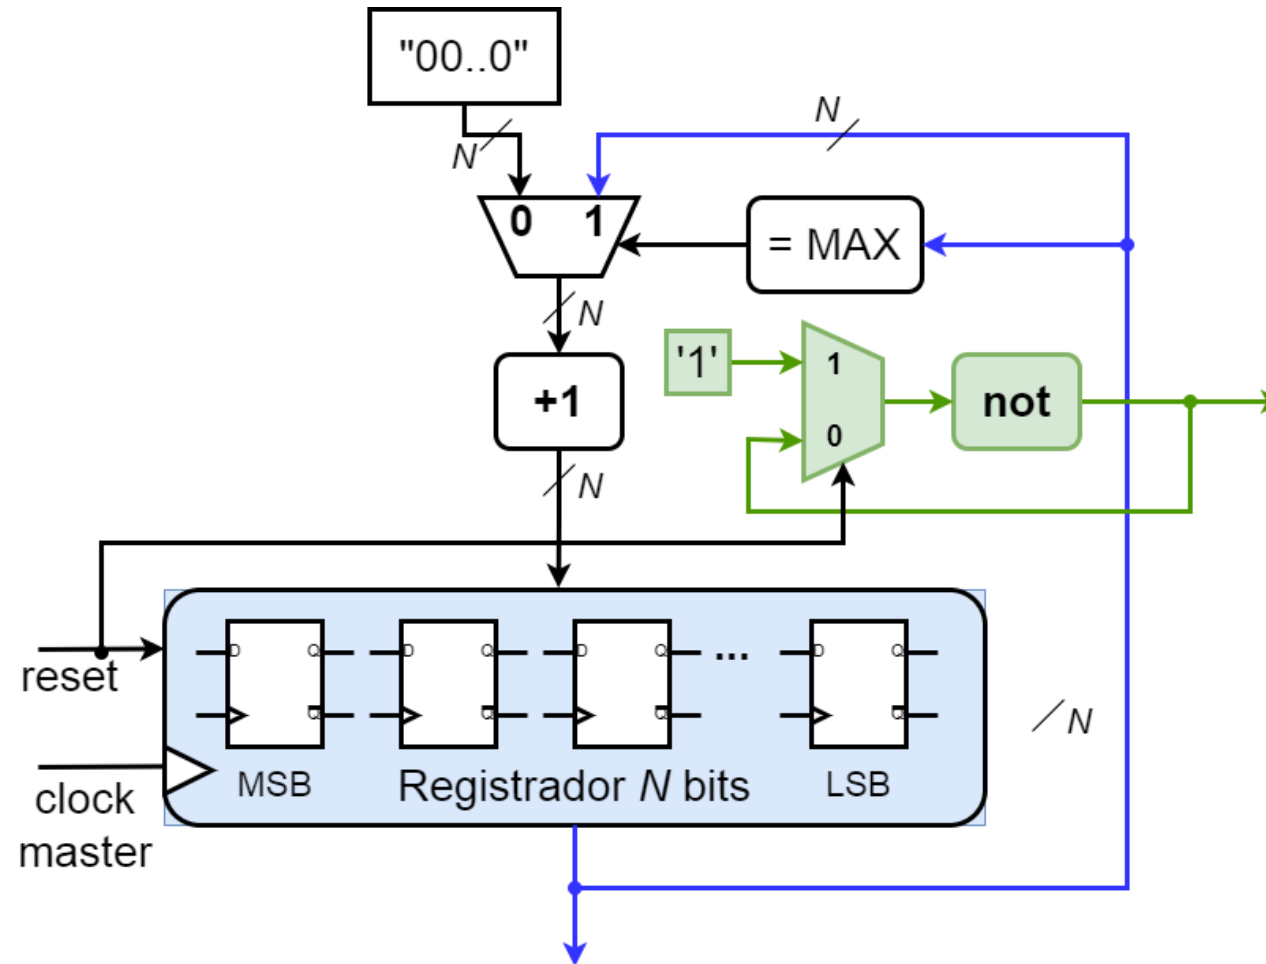 "00..0"
N
N
0 1
= MAX
N
'1'
1
not
+1
0
N
D Q D Q D Q ... D Q
reset
Q Q Q Q
N
MSB Registrador N bits LSB
clock
master